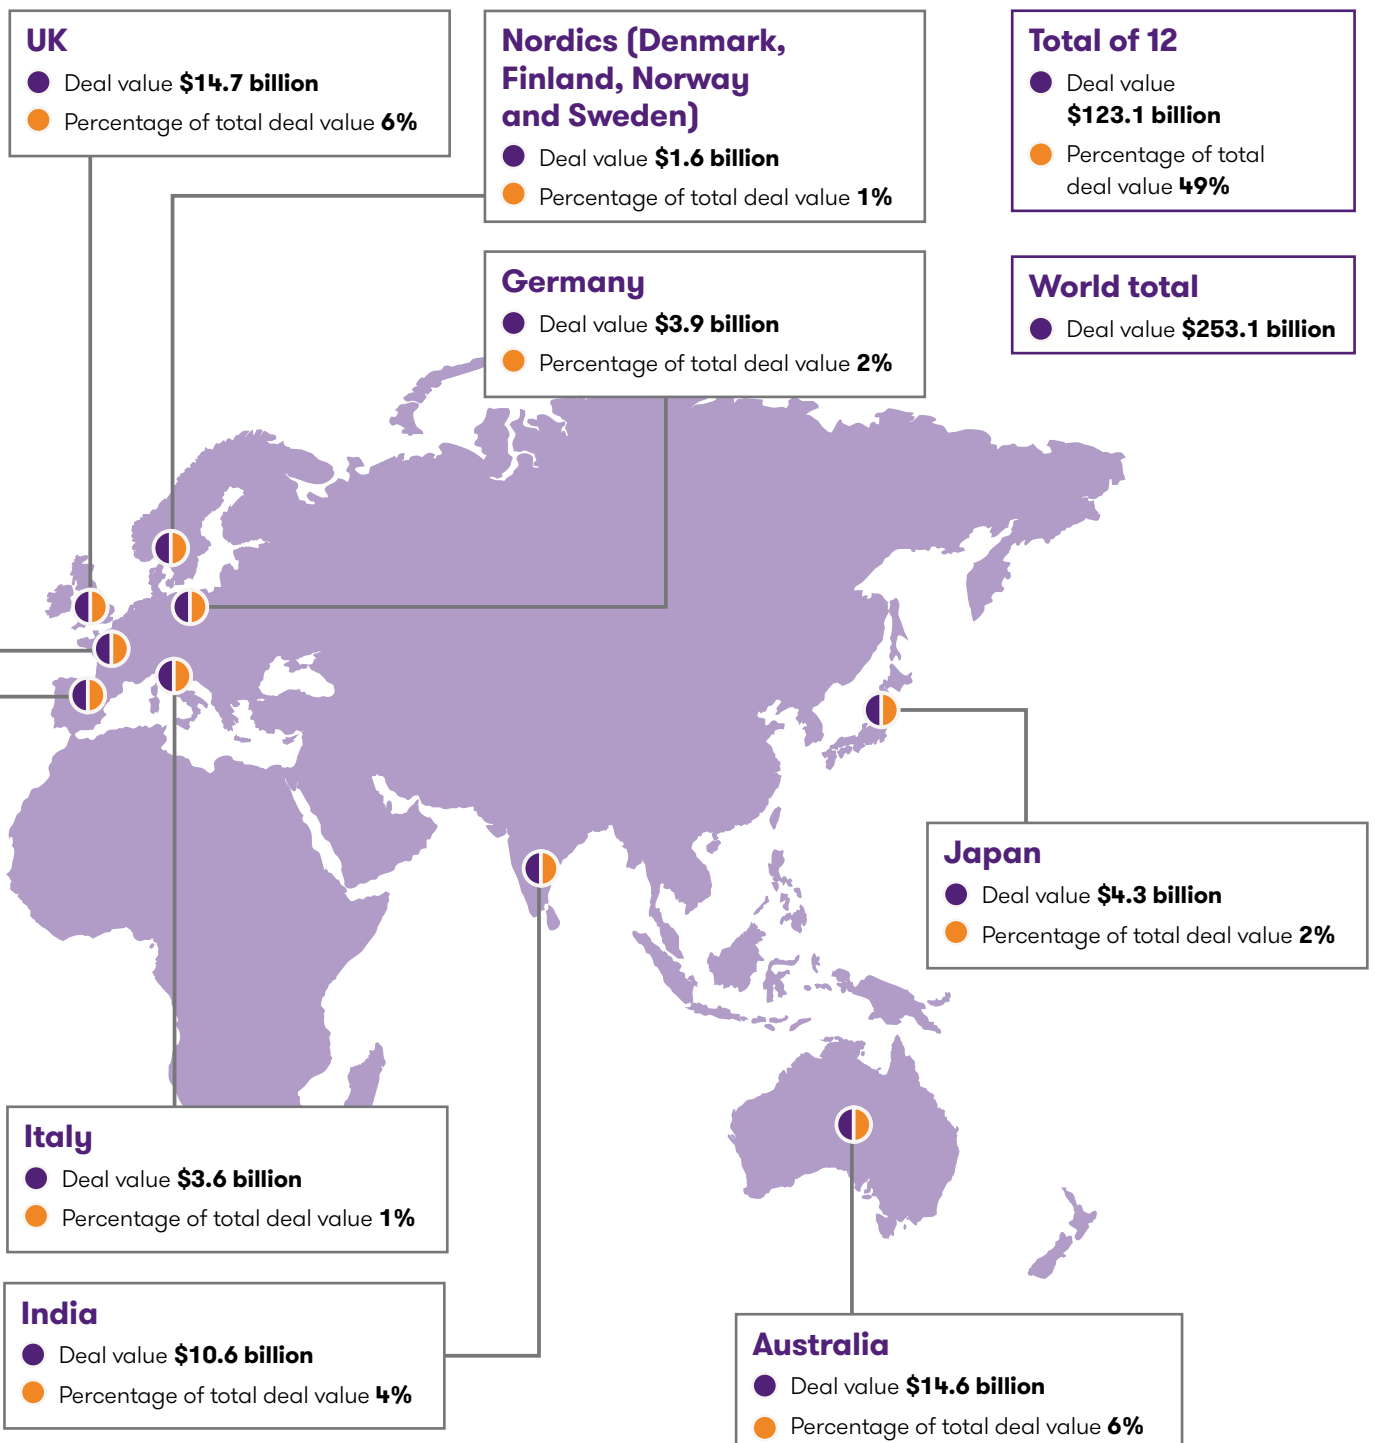 UK
Deal value $14.7 billion
Percentage of total deal value 6%
Nordics (Denmark,
Finland, Norway
and Sweden)
Deal value $1.6 billion
Percentage of total deal value 1%
Total of 12
Deal value
$123.1 billion
Percentage of total
deal value 49%
Germany
Deal value $3.9 billion
Percentage of total deal value 2%
World total
Deal value $253.1 billion
Japan
Deal value $4.3 billion
Percentage of total deal value 2%
Italy
Deal value $3.6 billion
Percentage of total deal value 1%
India
Deal value $10.6 billion
Percentage of total deal value 4%
Australia
Deal value $14.6 billion
Percentage of total deal value 6%